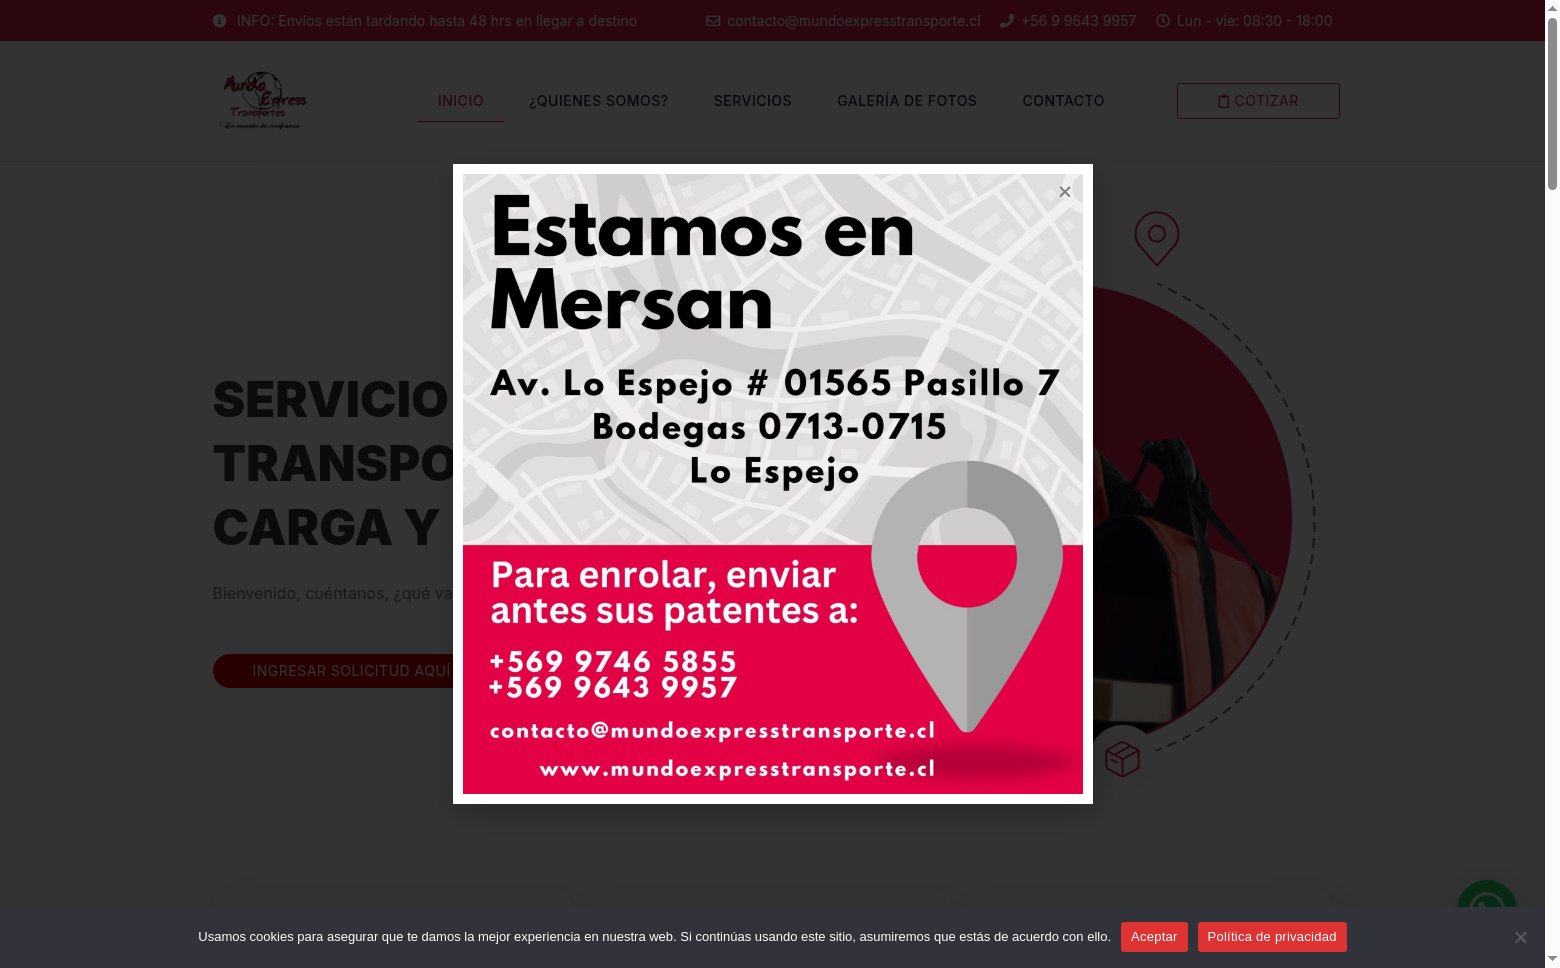 INFO: Envíos están tardando hasta 48 hrs en llegar a destino
contacto@mundoexpresstransporte.cl
+56 9 9643 9957
Lun - vie: 08:30 - 18:00
Mundo
Express
Transportes
Un mundo de confianza
INICIO
¿QUIENES SOMOS?
SERVICIOS
GALERÍA DE FOTOS
CONTACTO
COTIZAR
SERVICIO
TRANSPO
CARGA Y
Bienvenido, cuéntanos, ¿qué va
INGRESAR SOLICITUD AQUÍ
Estamos en
Mersan
Av. Lo Espejo # 01565 Pasillo 7
Bodegas 0713-0715
Lo Espejo
Para enrolar, enviar
antes sus patentes a:
+569 9746 5855
+569 9643 9957
contacto@mundoexpresstransporte.cl
www.mundoexpresstransporte.cl
Usamos cookies para asegurar que te damos la mejor experiencia en nuestra web. Si continúas usando este sitio, asumiremos que estás de acuerdo con ello.
Aceptar
Política de privacidad